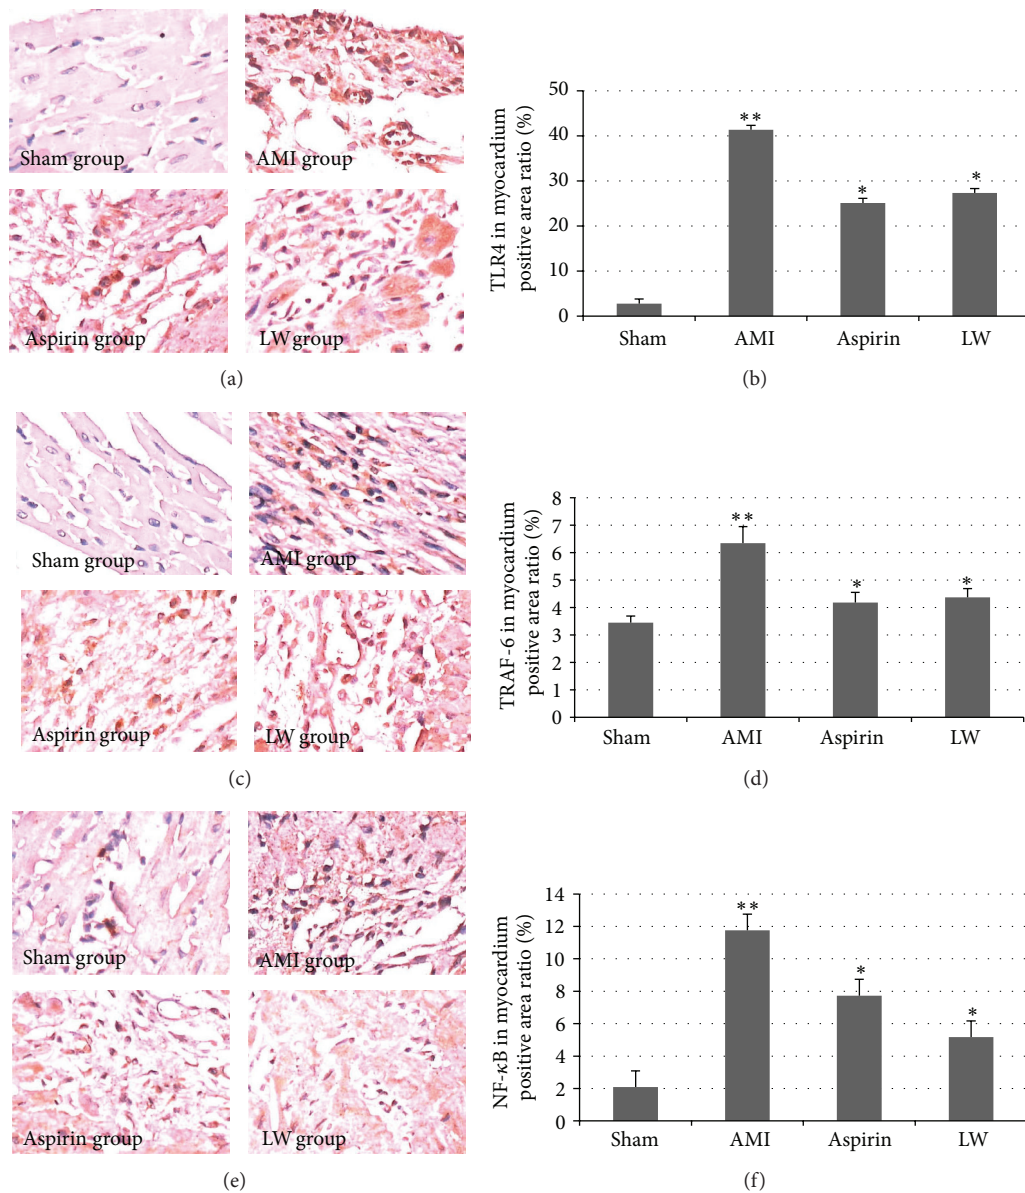 Sham group
AMI group
Aspirin group
LW group
(a)
TLR4 in myocardium
positive area ratio (%)
50
40
30
20
10
0
**
*
*
Sham
AMI
Aspirin
LW
(b)
Sham group
AMI group
Aspirin group
LW group
(c)
TRAF-6 in myocardium
positive area ratio (%)
8
7
6
5
4
3
2
1
0
**
*
*
Sham
AMI
Aspirin
LW
(d)
Sham group
AMI group
Aspirin group
LW group
(e)
NF-κB in myocardium
positive area ratio (%)
14
12
10
8
6
4
2
0
**
*
*
Sham
AMI
Aspirin
LW
(f)